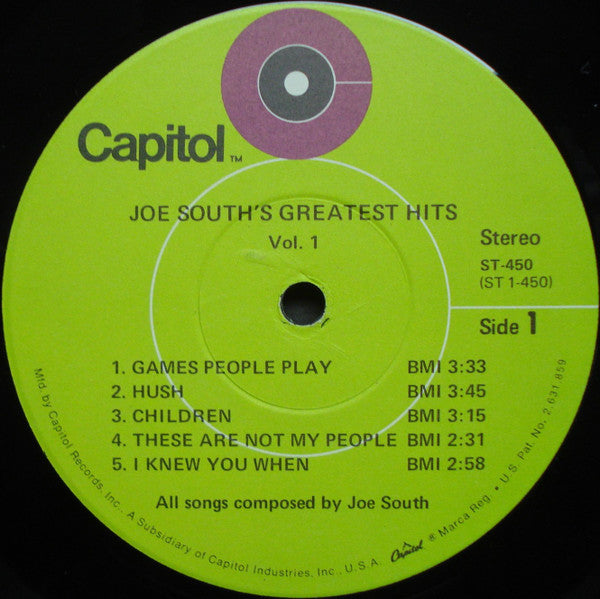 Capitol TM
JOE SOUTH'S GREATEST HITS
Vol. 1
Stereo
ST-450
(ST 1-450)
Side 1
1. GAMES PEOPLE PLAY BMI 3:33
2. HUSH BMI 3:45
3. CHILDREN BMI 3:15
4. THESE ARE NOT MY PEOPLE BMI 2:31
5. I KNEW YOU WHEN BMI 2:58
All songs composed by Joe South
Mfd. by Capitol Records, Inc., A Subsidiary of Capitol Industries, Inc., U.S.A. Capitol ® Marca Reg. • U.S. Pat. No. 2,631,859